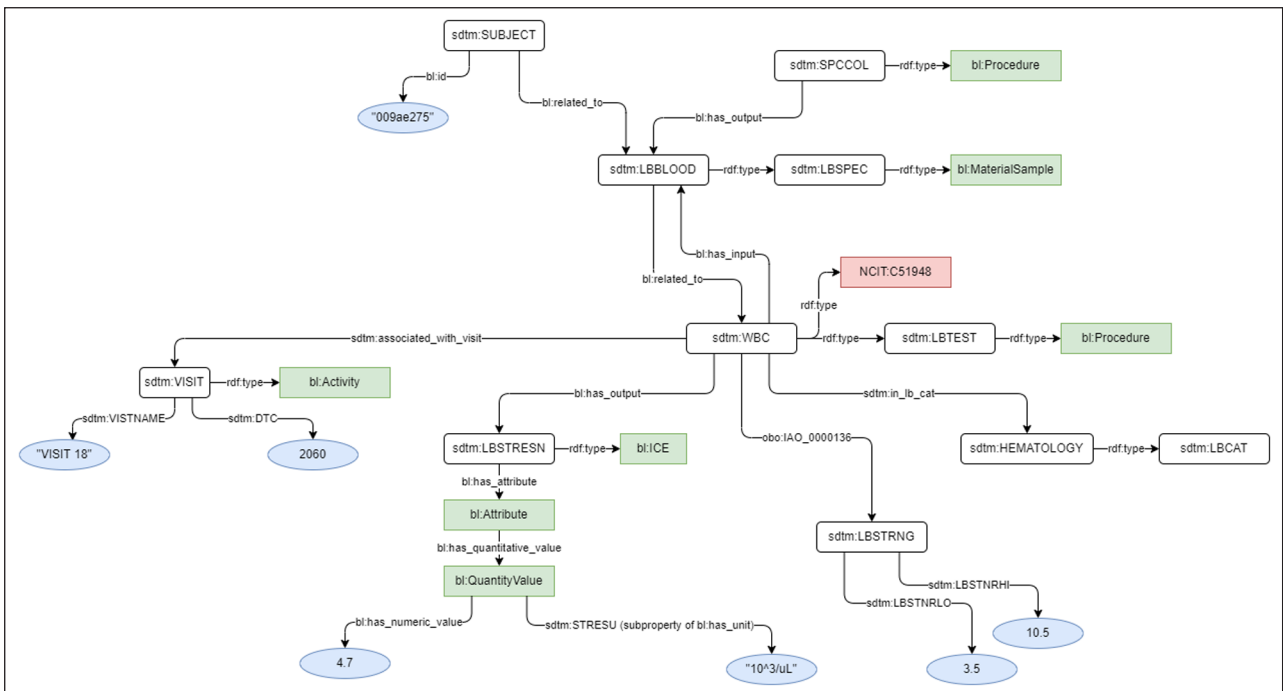 sdtm:SUBJECT
sdtm:SPCCOL
rdf:type
bl:Procedure
bl:id
bl:related_to
"009ae275"
bl:has_output
sdtm:LBBLOOD
rdf:type
sdtm:LBSPEC
rdf:type
bl:MaterialSample
bl:has_input
NCIT:C51948
bl:related_to
rdf:type
sdtm:associated_with_visit
sdtm:WBC
rdf:type
sdtm:LBTEST
rdf:type
bl:Procedure
sdtm:VISIT
rdf:type
bl:Activity
bl:has_output
sdtm:in_lb_cat
sdtm:VISTNAME
sdtm:DTC
obo:IAO_0000136
"VISIT 18"
2060
sdtm:LBSTRESN
rdf:type
bl:ICE
sdtm:HEMATOLOGY
rdf:type
sdtm:LBCAT
bl:has_attribute
bl:Attribute
sdtm:LBSTRNG
bl:has_quantitative_value
bl:QuantityValue
sdtm:LBSTNRHI
sdtm:LBSTNRLO
bl:has_numeric_value
sdtm:STRESU (subproperty of bl:has_unit)
10.5
4.7
"10^3/uL"
3.5